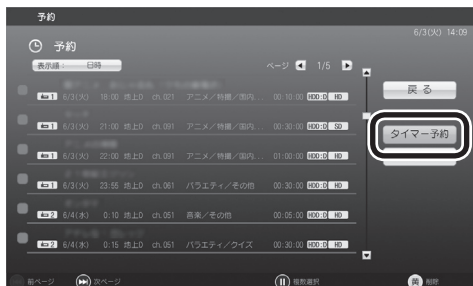 予約
6/3(火) 14:09
予約
表示順： 日時
ページ 1/5
戻る
1 6/3(火) 18:00 地上D ch.021 アニメ/特撮/国内... 00:10:00 HDD:D HD
1 6/3(火) 21:00 地上D ch.091 アニメ/特撮/国内... 00:30:00 HDD:D SD
タイマー予約
1 6/3(火) 22:00 地上D ch.091 アニメ/特撮/国内... 01:00:00 HDD:D HD
1 6/3(火) 23:55 地上D ch.061 バラエティ/その他 00:30:00 HDD:D HD
2 6/4(水) 0:10 地上D ch.051 音楽/その他 00:05:00 HDD:D HD
2 6/4(水) 0:15 地上D ch.051 バラエティ/クイズ 00:30:00 HDD:D HD
前ページ 次ページ 複数選択 黄 削除